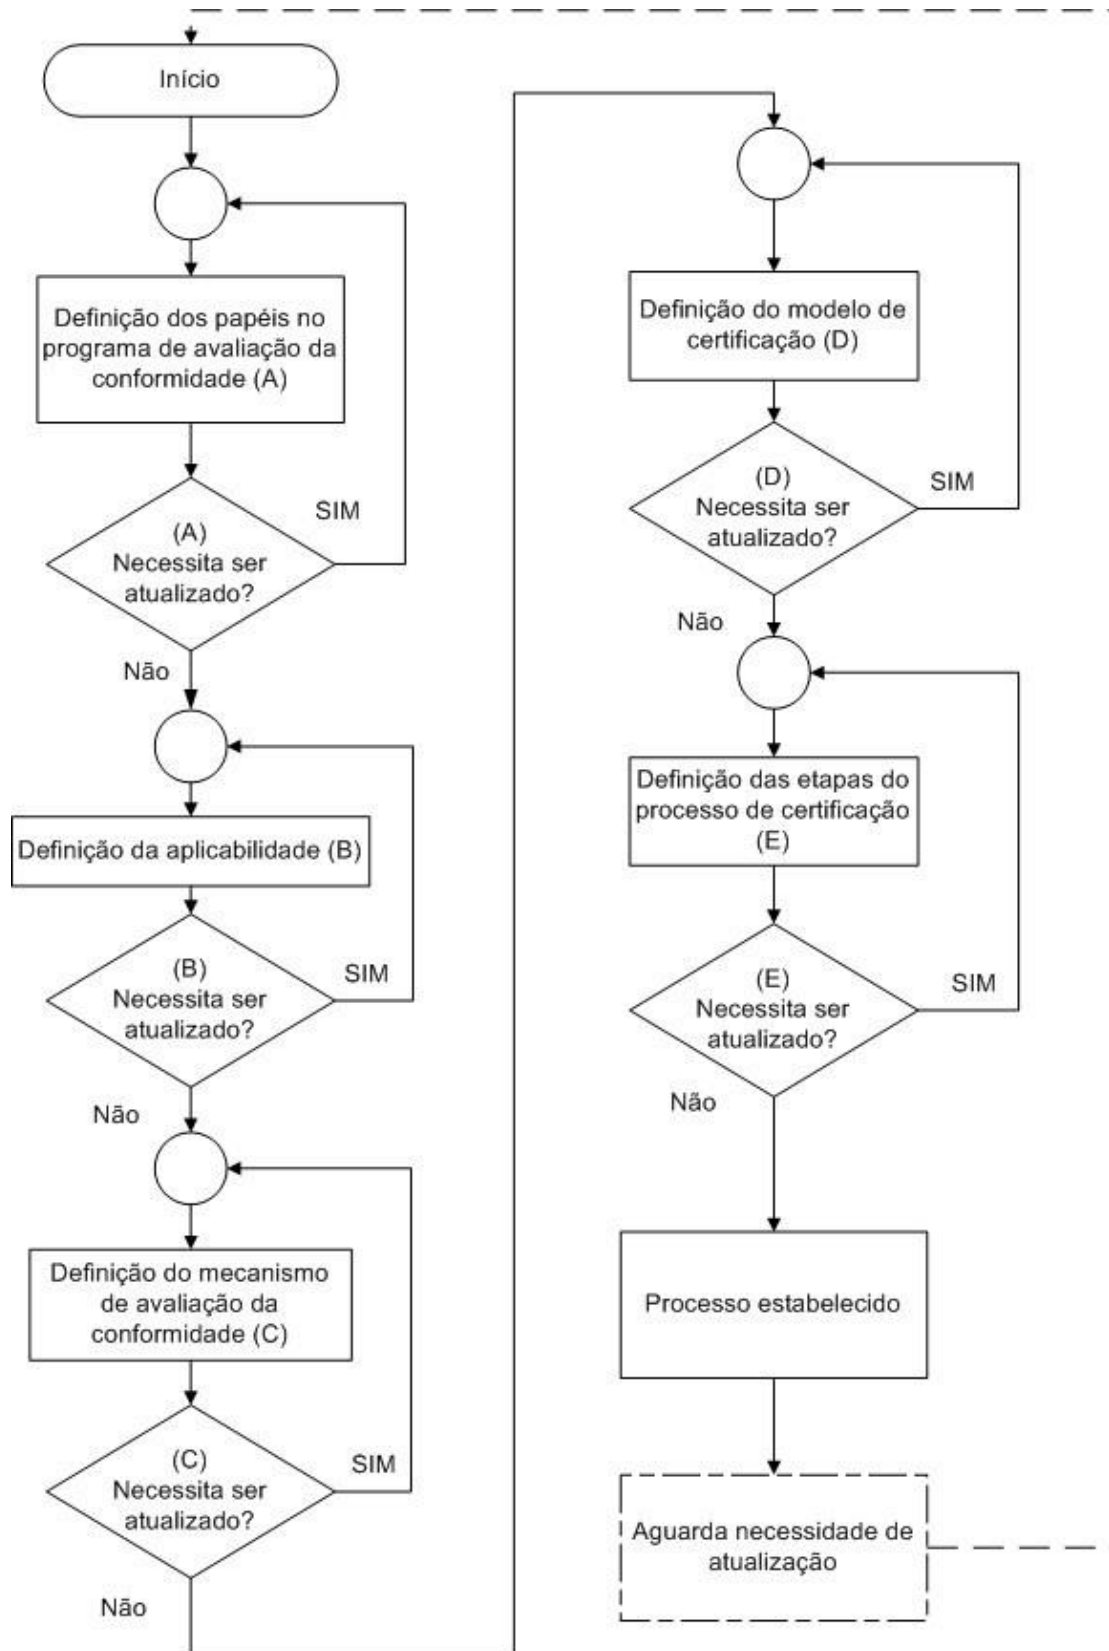 Início
Definição dos papéis no
programa de avaliação da
conformidade (A)
SIM
(A)
Necessita ser
atualizado?
Não
Definição da aplicabilidade (B)
SIM
(B)
Necessita ser
atualizado?
Não
Definição do mecanismo
de avaliação da
conformidade (C)
SIM
(C)
Necessita ser
atualizado?
Não
Definição do modelo de
certificação (D)
SIM
(D)
Necessita ser
atualizado?
Não
Definição das etapas do
processo de certificação
(E)
SIM
(E)
Necessita ser
atualizado?
Não
Processo estabelecido
Aguarda necessidade de
atualização